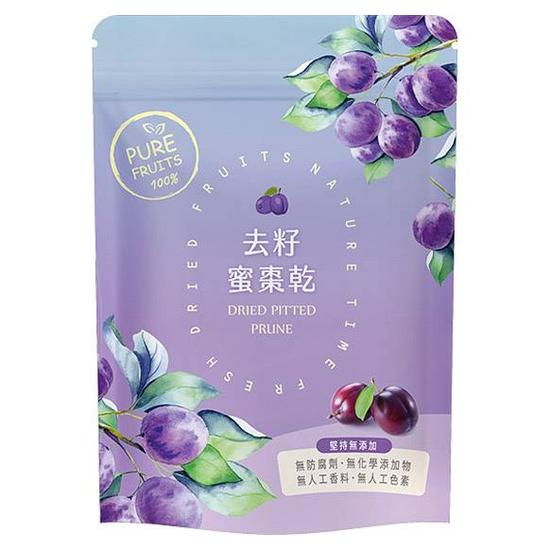 PURE
FRUITS
100%
DRIED FRUITS NATURE TIME FRESH
去籽
蜜棗乾
DRIED PITTED
PRUNE
堅持無添加
無防腐劑·無化學添加物
無人工香料·無人工色素